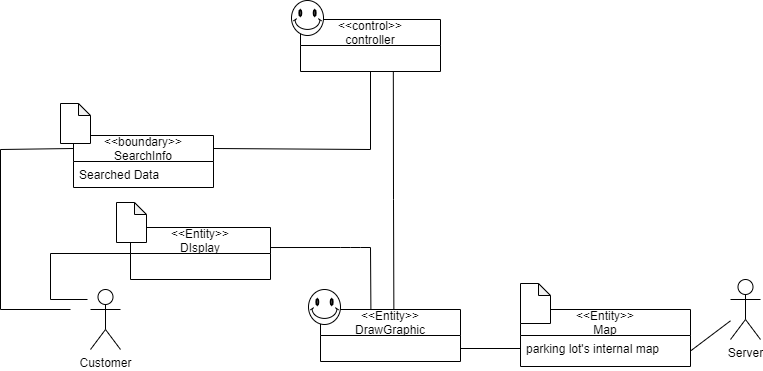 <<control>>
controller
<<boundary>>
SearchInfo
Searched Data
<<Entity>>
DIsplay
<<Entity>>
DrawGraphic
<<Entity>>
Map
parking lot's internal map
Customer
Server